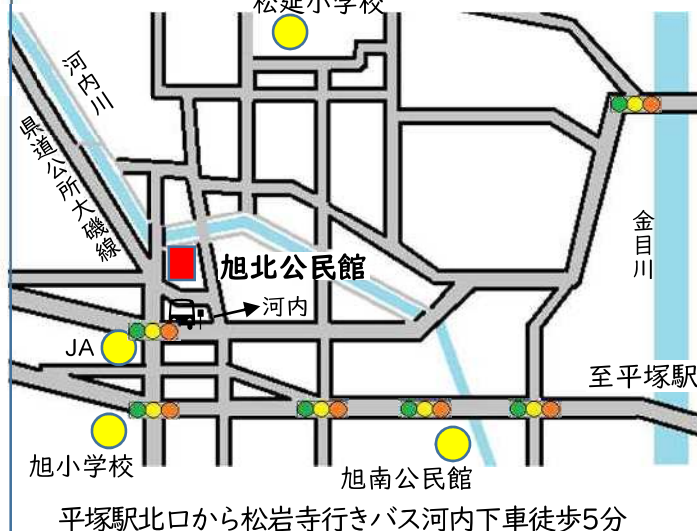 松延小学校
河内川
県道公所大磯線
金目川
旭北公民館
河内
JA
至平塚駅
旭小学校
旭南公民館
平塚駅北口から松岩寺行きバス河内下車徒歩5分